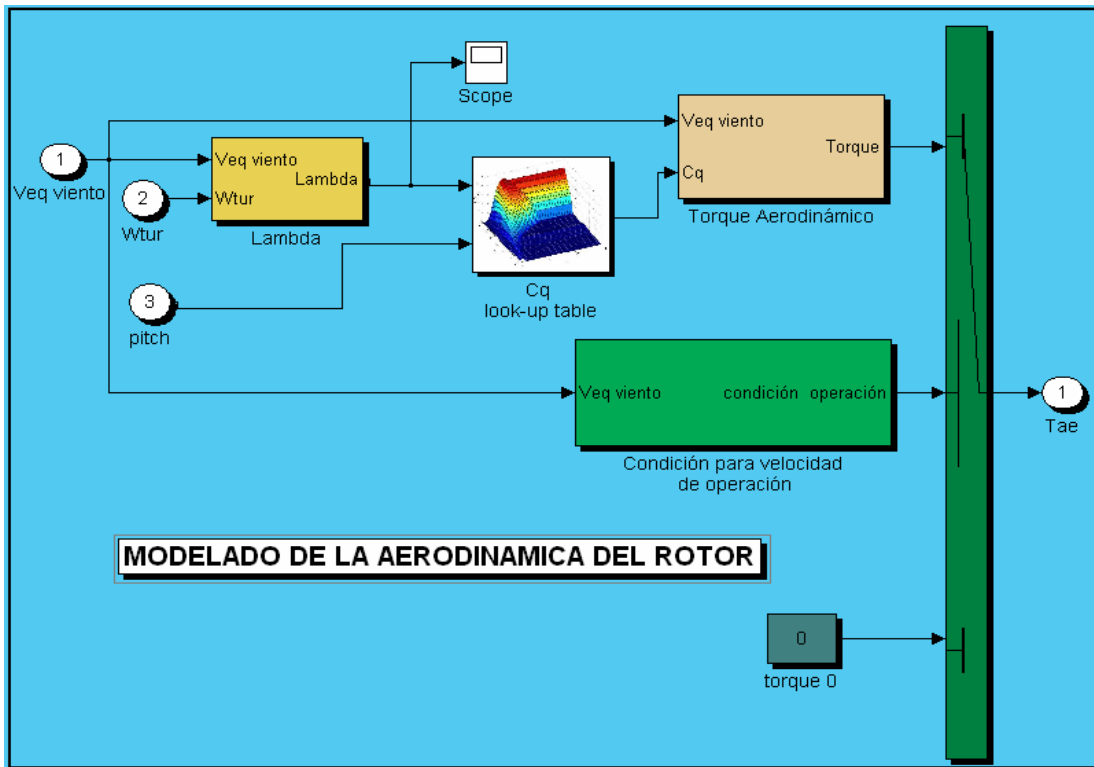 Scope
1
Veq viento
2
Wtur
3
pitch
Veq viento
Wtur
Lambda
Lambda
Cq
look-up table
Veq viento
Cq
Torque
Torque Aerodinámico
Veq viento
condición operación
Condición para velocidad
de operación
1
Tae
MODELADO DE LA AERODINAMICA DEL ROTOR
0
torque 0